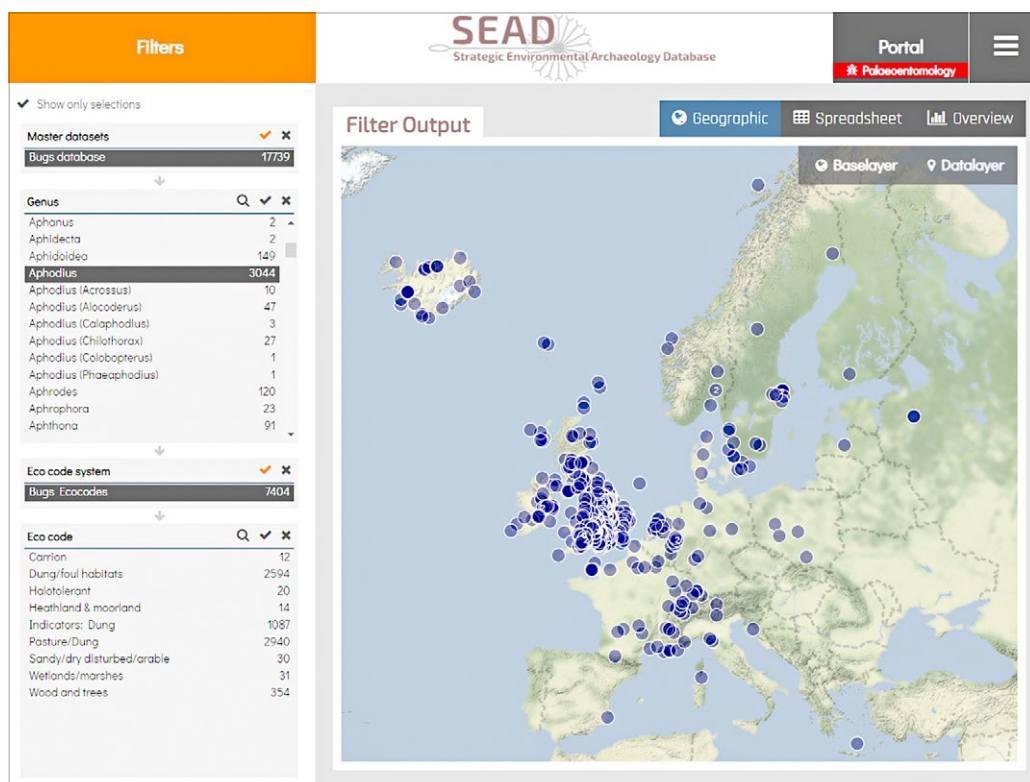 Filters
SEAD
Strategic Environmental Archaeology Database
Portal
Palaeoentomology
Show only selections
Master datasets
Bugs database 17739
Genus
Aphanus 2
Aphidecta 2
Aphidoidea 149
Aphodius 3044
Aphodius (Acrossus) 10
Aphodius (Alocoderus) 47
Aphodius (Calaphodius) 3
Aphodius (Chilothorax) 27
Aphodius (Colobopterus) 1
Aphodius (Phaeaphodius) 1
Aphrodes 120
Aphrophora 23
Aphthona 91
Eco code system
Bugs Ecocodes 7404
Eco code
Carrion 12
Dung/foul habitats 2594
Halotolerant 20
Heathland & moorland 14
Indicators: Dung 1087
Pasture/Dung 2940
Sandy/dry disturbed/arable 30
Wetlands/marshes 31
Wood and trees 354
Filter Output
Geographic Spreadsheet Overview
Baselayer Datalayer
2